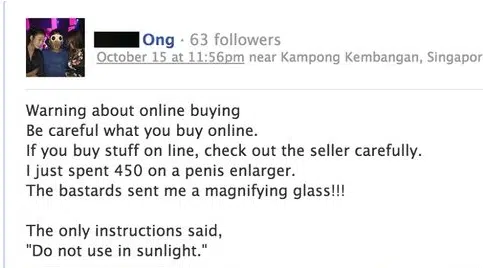 Ong · 63 followers
October 15 at 11:56pm near Kampong Kembangan, Singapor
Warning about online buying
Be careful what you buy online.
If you buy stuff on line, check out the seller carefully.
I just spent 450 on a penis enlarger.
The bastards sent me a magnifying glass!!!
The only instructions said,
"Do not use in sunlight."